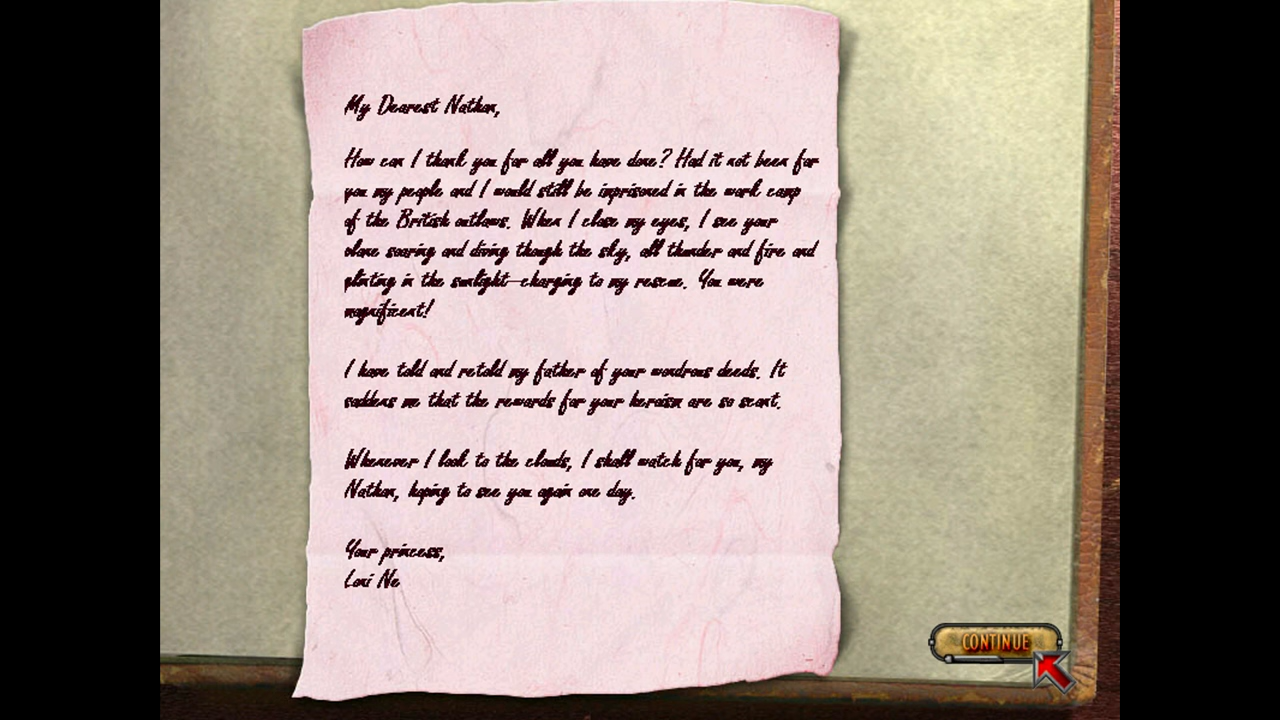 My Dearest Nathan,
How can I thank you for all you have done? Had it not been for
you my people and I would still be imprisoned in the work camp
of the British outlaws. When I close my eyes, I see your
plane soaring and diving though the sky, all thunder and fire and
glinting in the sunlight—charging to my rescue. You were
magnificent!
I have told and retold my father of your wondrous deeds. It
saddens me that the rewards for your heroism are so scant.
Whenever I look to the clouds, I shall watch for you, my
Nathan, hoping to see you again one day.
Your princess,
Lani Ne
CONTINUE